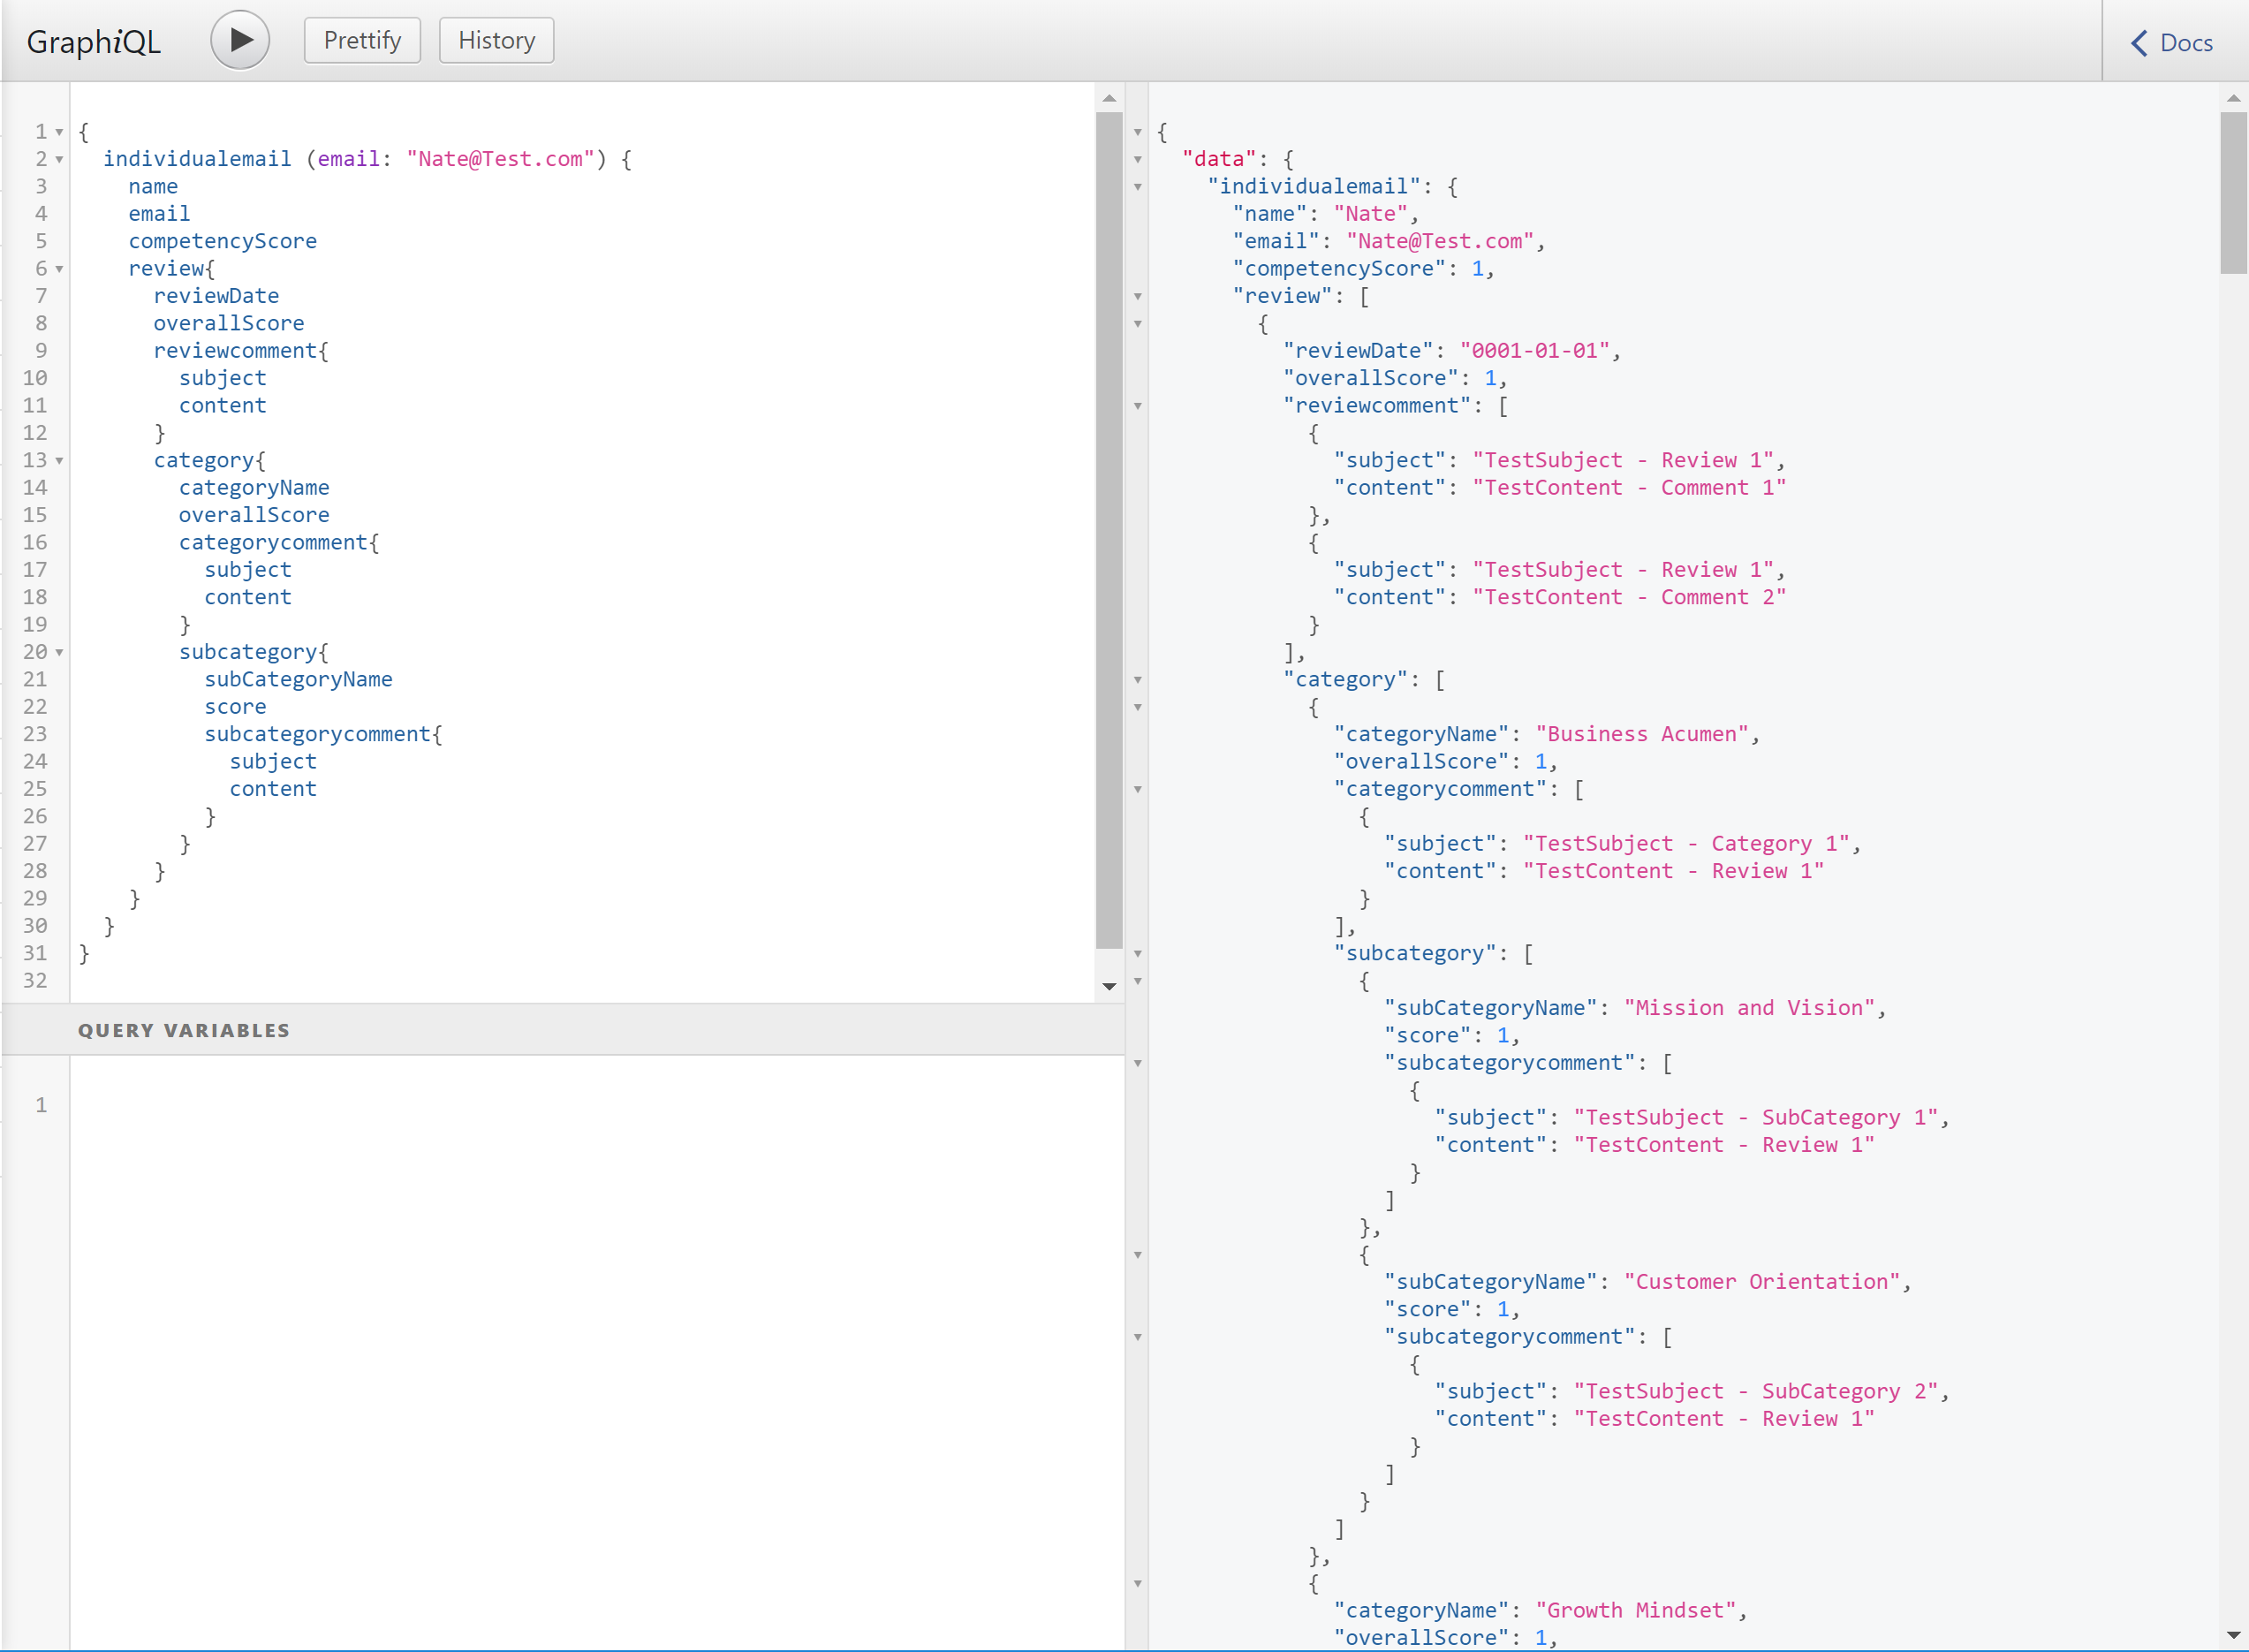 GraphiQL Prettify History Docs
1 {
2   individualemail (email: "Nate@Test.com") {
3     name
4     email
5     competencyScore
6     review{
7       reviewDate
8       overallScore
9       reviewcomment{
10         subject
11         content
12       }
13       category{
14         categoryName
15         overallScore
16         categorycomment{
17           subject
18           content
19         }
20         subcategory{
21           subCategoryName
22           score
23           subcategorycomment{
24             subject
25             content
26           }
27         }
28       }
29     }
30   }
31 }
32
QUERY VARIABLES
1
{
  "data": {
    "individualemail": {
      "name": "Nate",
      "email": "Nate@Test.com",
      "competencyScore": 1,
      "review": [
        {
          "reviewDate": "0001-01-01",
          "overallScore": 1,
          "reviewcomment": [
            {
              "subject": "TestSubject - Review 1",
              "content": "TestContent - Comment 1"
            },
            {
              "subject": "TestSubject - Review 1",
              "content": "TestContent - Comment 2"
            }
          ],
          "category": [
            {
              "categoryName": "Business Acumen",
              "overallScore": 1,
              "categorycomment": [
                {
                  "subject": "TestSubject - Category 1",
                  "content": "TestContent - Review 1"
                }
              ],
              "subcategory": [
                {
                  "subCategoryName": "Mission and Vision",
                  "score": 1,
                  "subcategorycomment": [
                    {
                      "subject": "TestSubject - SubCategory 1",
                      "content": "TestContent - Review 1"
                    }
                  ]
                },
                {
                  "subCategoryName": "Customer Orientation",
                  "score": 1,
                  "subcategorycomment": [
                    {
                      "subject": "TestSubject - SubCategory 2",
                      "content": "TestContent - Review 1"
                    }
                  ]
                }
              ]
            },
            {
              "categoryName": "Growth Mindset",
              "overallScore": 1,